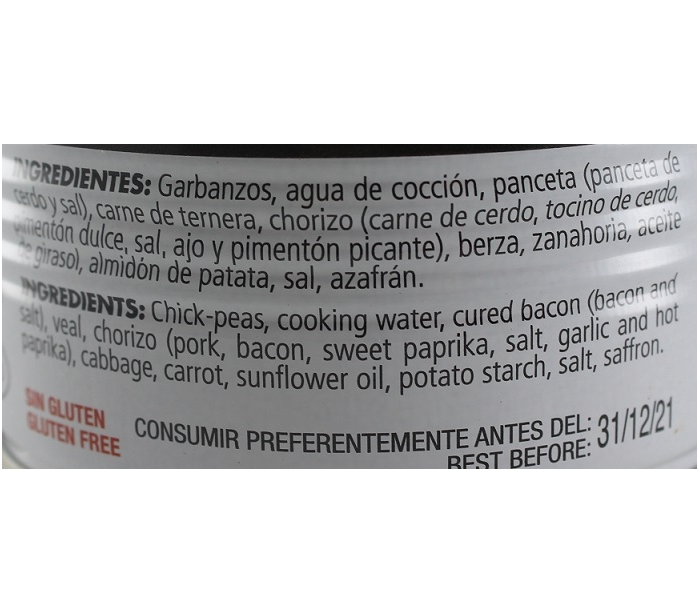 INGREDIENTES: Garbanzos, agua de cocción, panceta (panceta de
cerdo y sal), carne de ternera, chorizo (carne de cerdo, tocino de cerdo,
pimentón dulce, sal, ajo y pimentón picante), berza, zanahoria, aceite
de girasol, almidón de patata, sal, azafrán.
INGREDIENTS: Chick-peas, cooking water, cured bacon (bacon and
salt), veal, chorizo (pork, bacon, sweet paprika, salt, garlic and hot
paprika), cabbage, carrot, sunflower oil, potato starch, salt, saffron.
SIN GLUTEN
GLUTEN FREE
CONSUMIR PREFERENTEMENTE ANTES DEL: 31/12/21
BEST BEFORE: